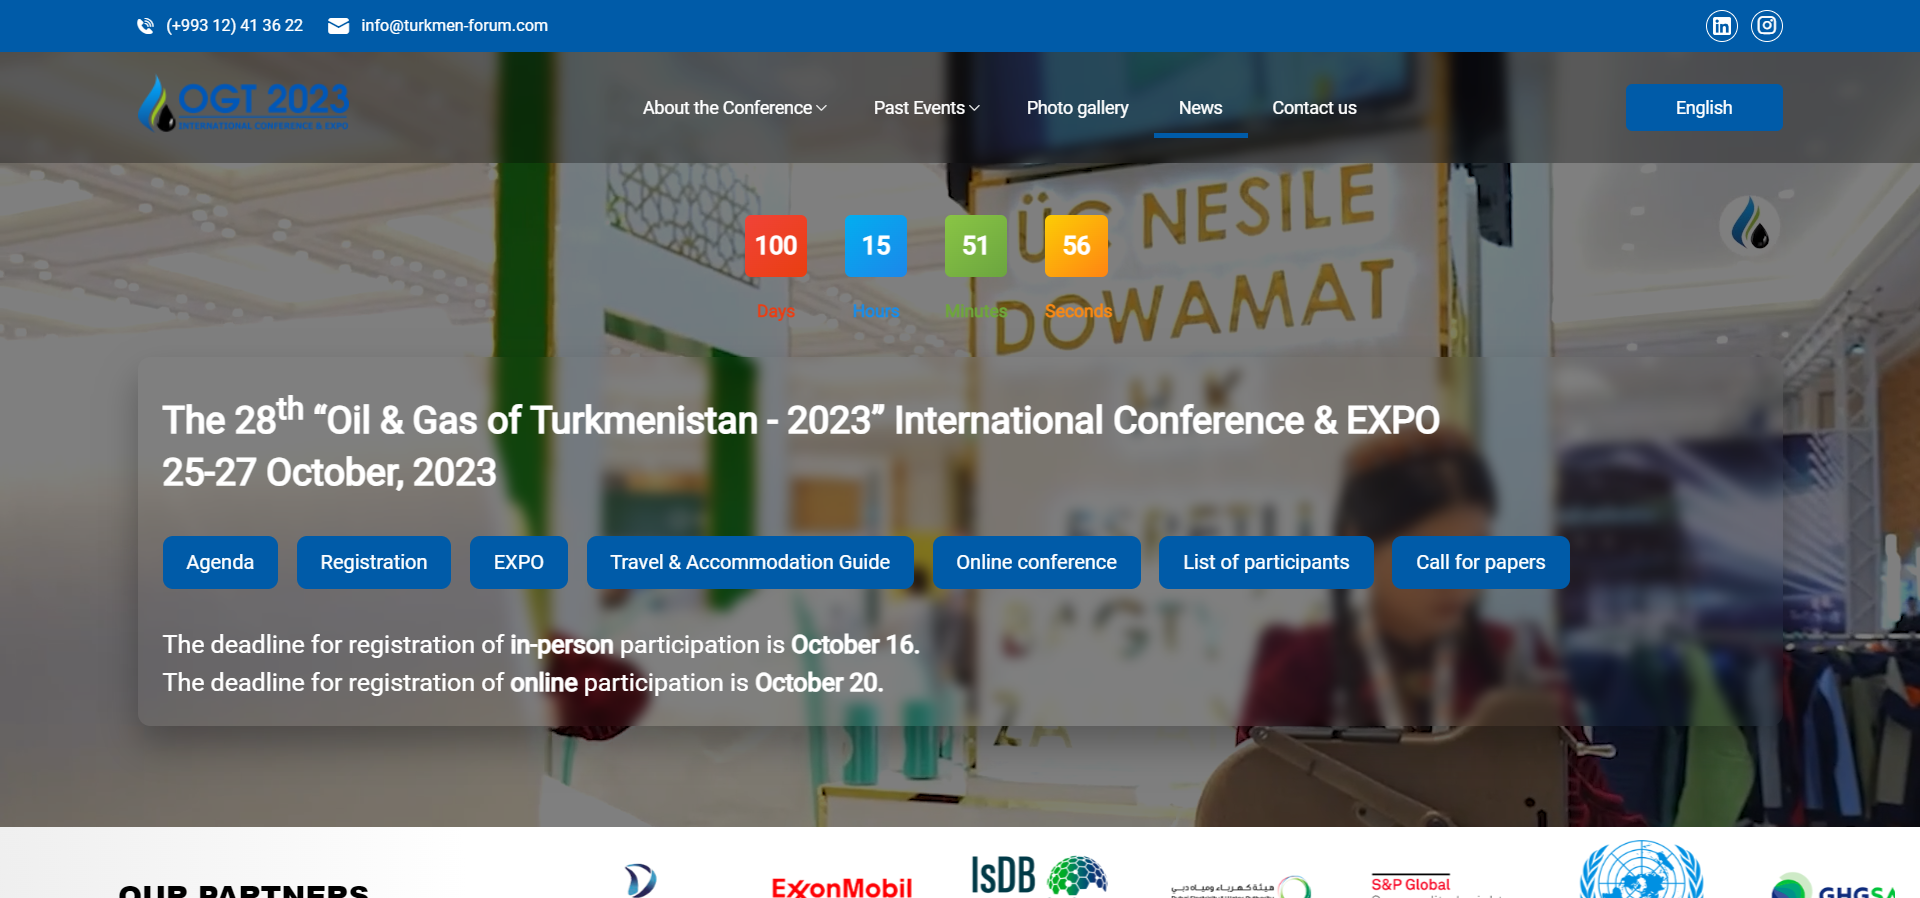 (+993 12) 41 36 22 info@turkmen-forum.com
OGT 2023
INTERNATIONAL CONFERENCE & EXPO
About the Conference Past Events Photo gallery News Contact us English
ÜÇ NESILE
DOWAMAT
100 15 51 56
Days Hours Minutes Seconds
The 28th “Oil & Gas of Turkmenistan - 2023” International Conference & EXPO
25-27 October, 2023
Agenda Registration EXPO Travel & Accommodation Guide Online conference List of participants Call for papers
The deadline for registration of in-person participation is October 16.
The deadline for registration of online participation is October 20.
ZA
OUR PARTNERS
ExxonMobil
IsDB
هيئة كهرباء ومياه دبي
S&P Global